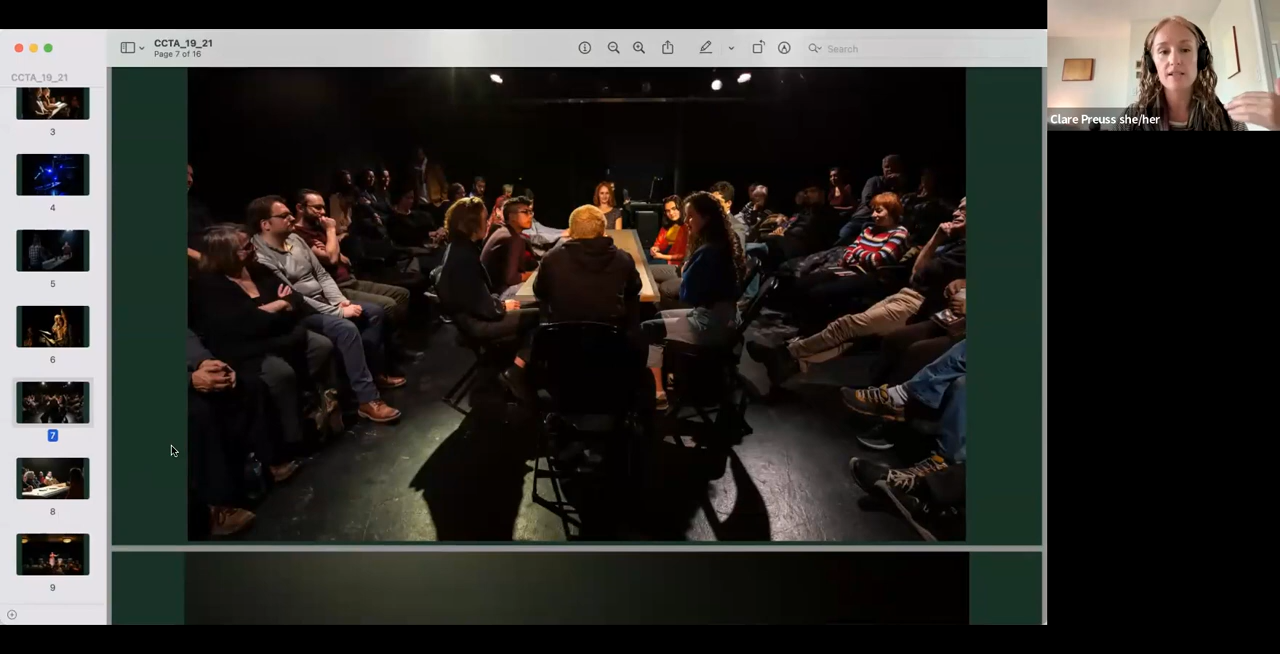 CCTA_19_21
Page 7 of 16
Search
CCTA_19_21
3
4
5
6
7
8
9
Clare Preuss she/her